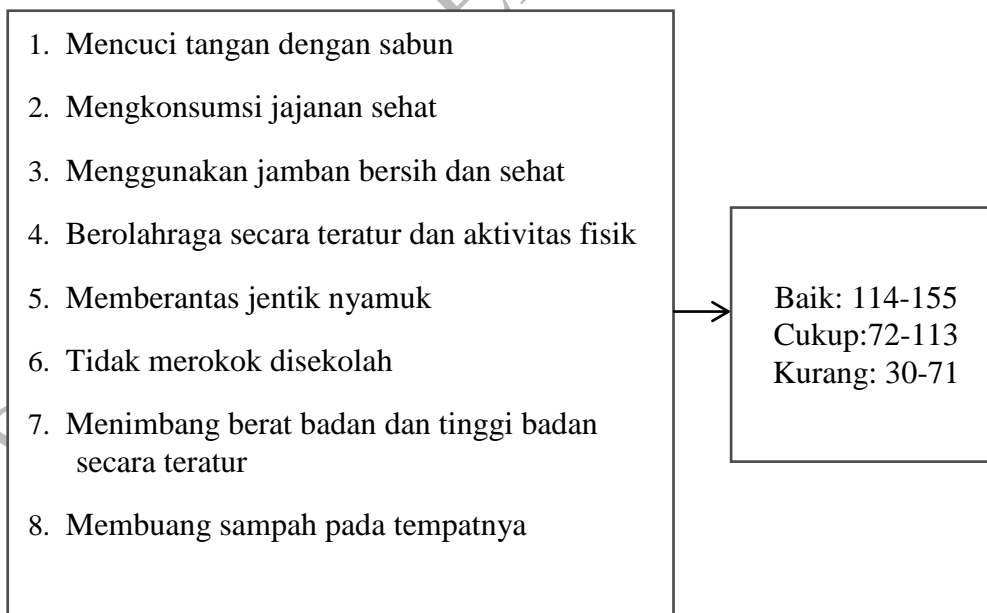 1. Mencuci tangan dengan sabun
2. Mengkonsumsi jajanan sehat
3. Menggunakan jamban bersih dan sehat
4. Berolahraga secara teratur dan aktivitas fisik
5. Memberantas jentik nyamuk
6. Tidak merokok disekolah
7. Menimbang berat badan dan tinggi badan
secara teratur
8. Membuang sampah pada tempatnya
Baik: 114-155
Cukup:72-113
Kurang: 30-71